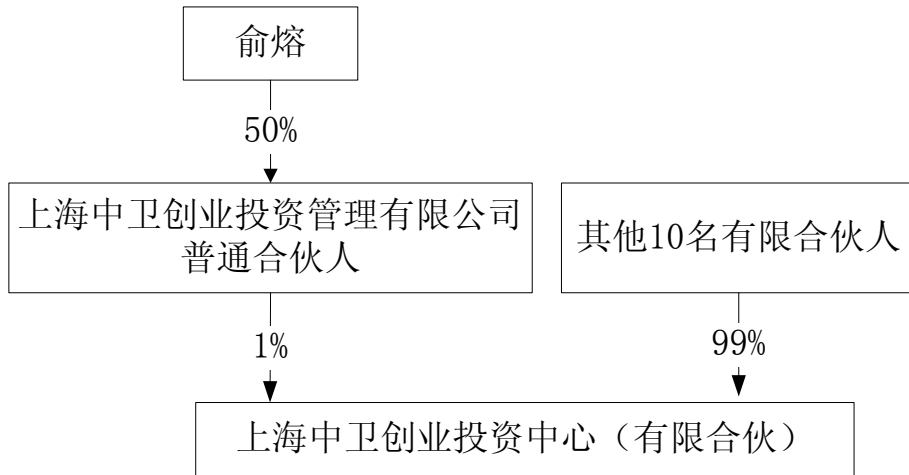 俞熔
50%
上海中卫创业投资管理有限公司
普通合伙人
其他10名有限合伙人
1%
99%
上海中卫创业投资中心（有限合伙）